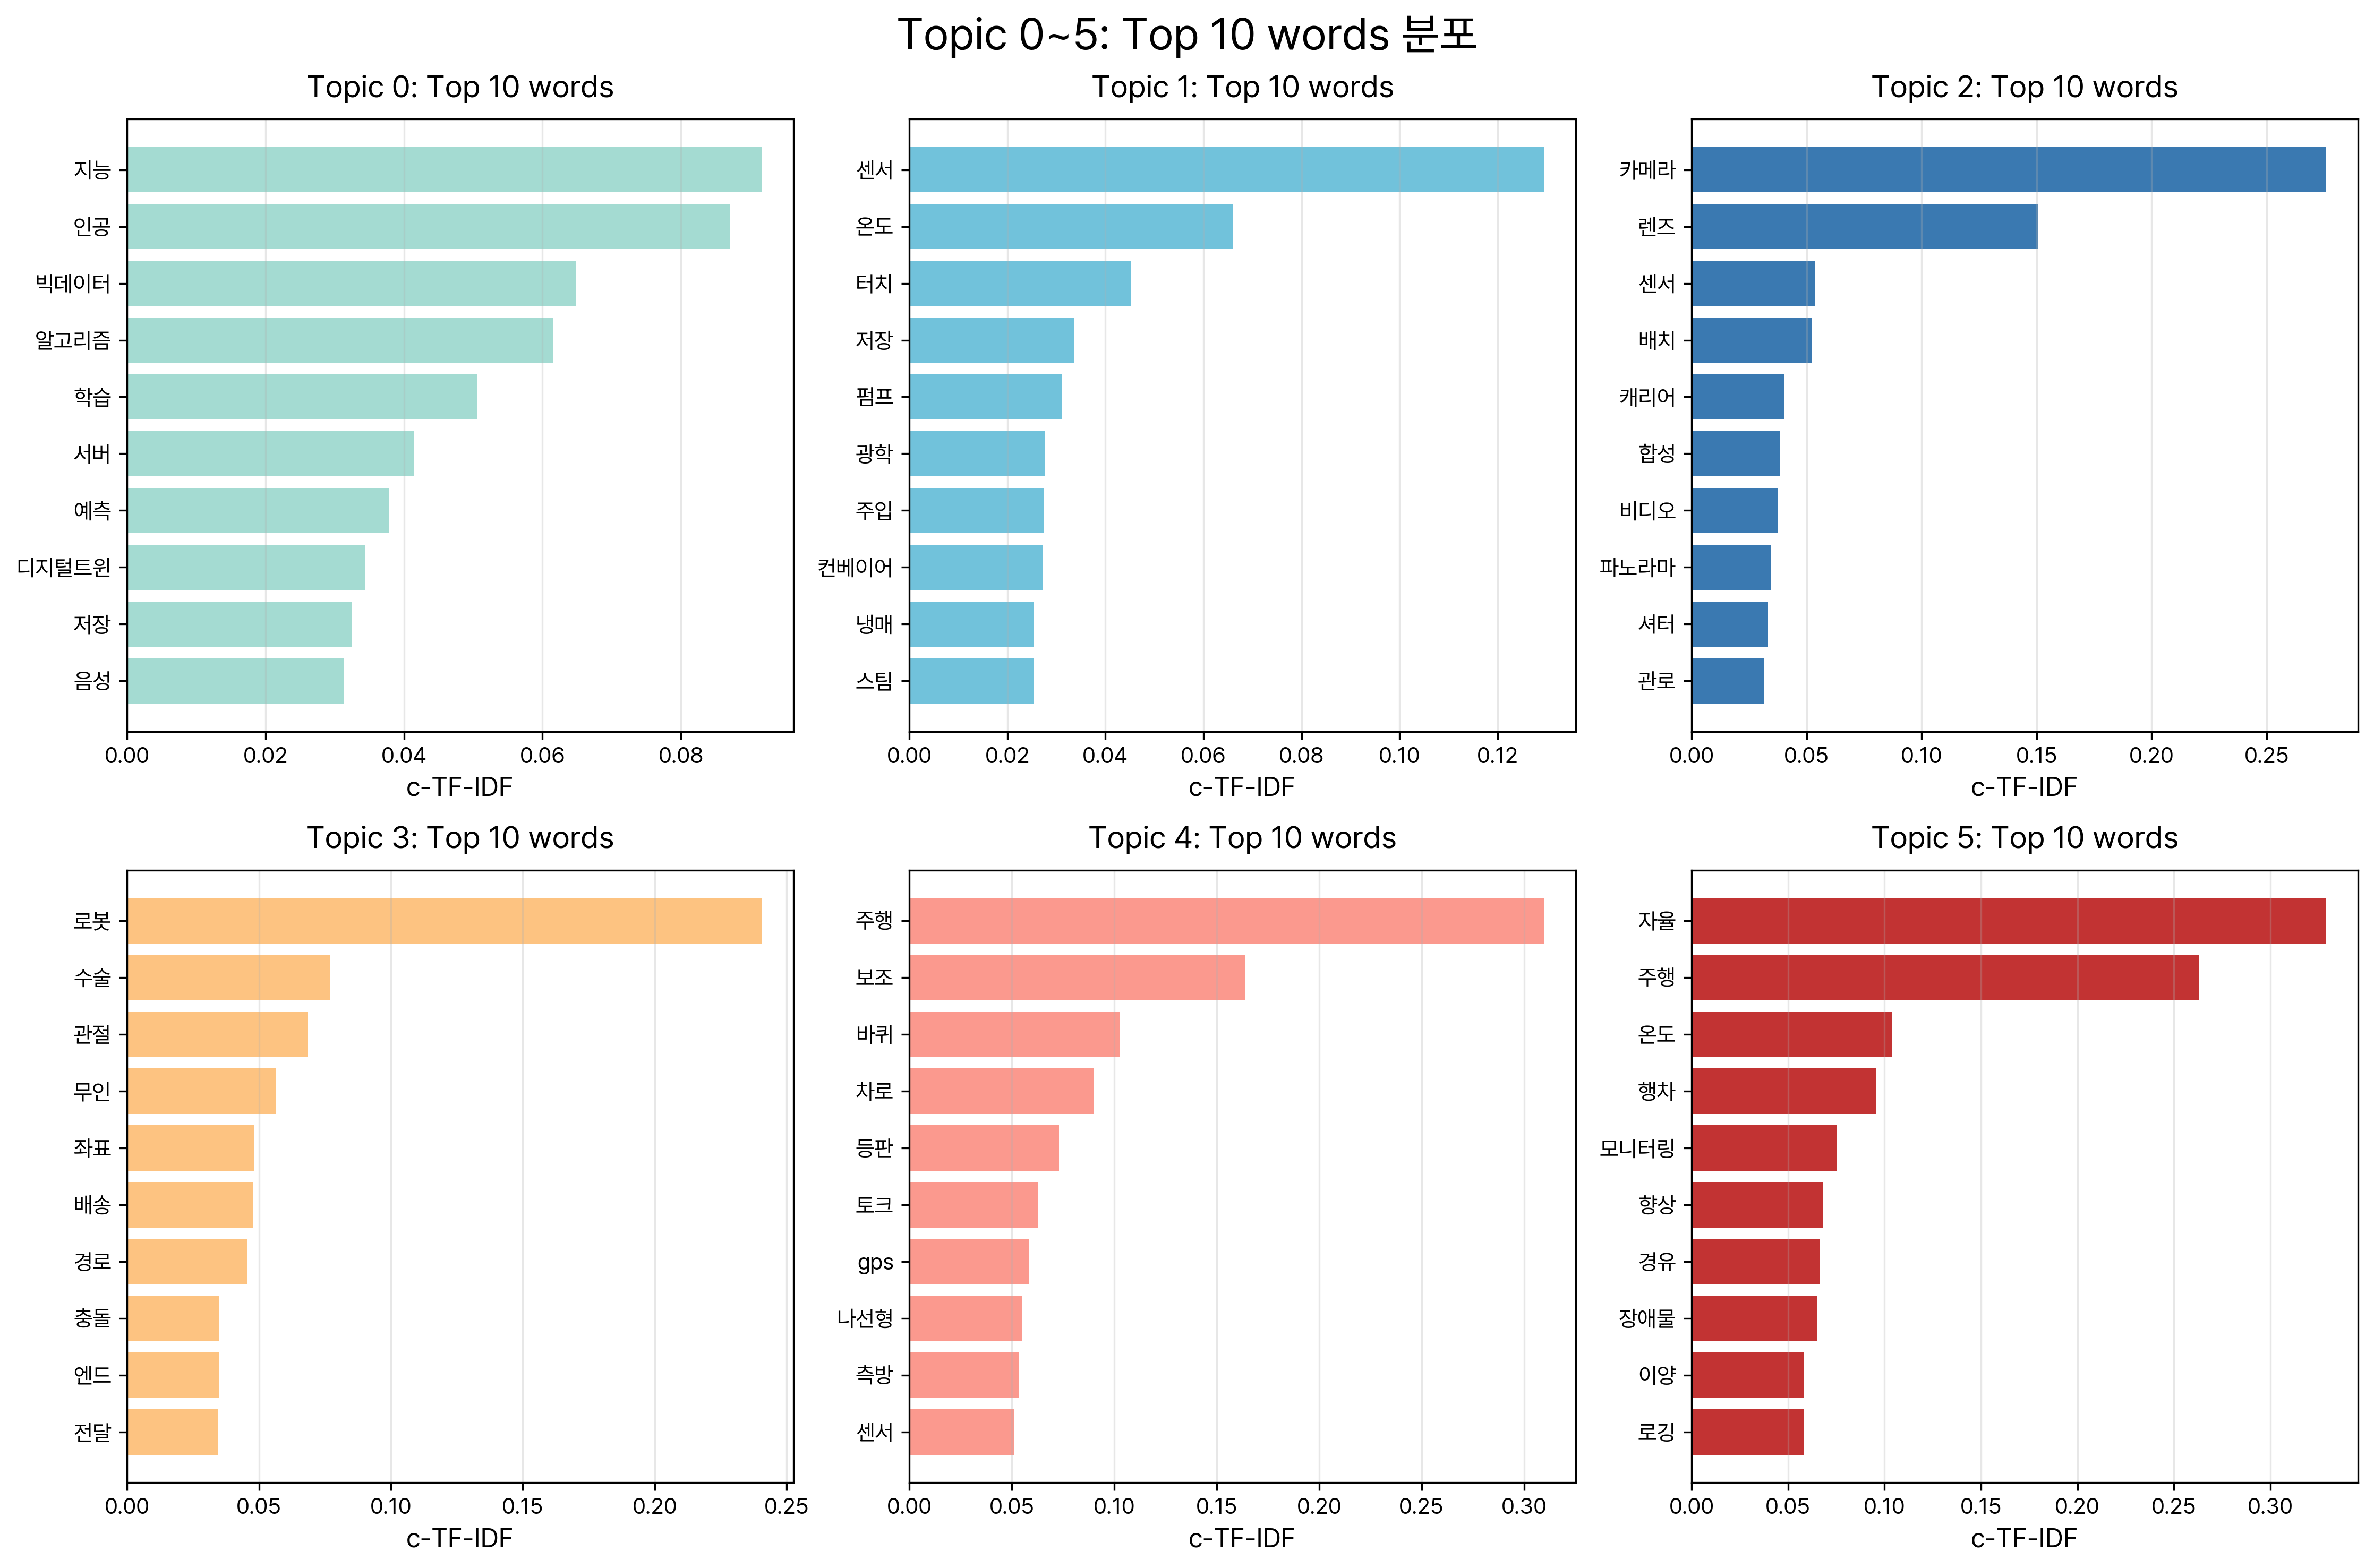 Topic 0~5: Top 10 words 분포
Topic 0: Top 10 words
지능
인공
빅데이터
알고리즘
학습
서버
예측
디지털트윈
저장
음성
0.00 0.02 0.04 0.06 0.08
c-TF-IDF
Topic 1: Top 10 words
센서
온도
터치
저장
펌프
광학
주입
컨베이어
냉매
스팀
0.00 0.02 0.04 0.06 0.08 0.10 0.12
c-TF-IDF
Topic 2: Top 10 words
카메라
렌즈
센서
배치
캐리어
합성
비디오
파노라마
셔터
관로
0.00 0.05 0.10 0.15 0.20 0.25
c-TF-IDF
Topic 3: Top 10 words
로봇
수술
관절
무인
좌표
배송
경로
충돌
엔드
전달
0.00 0.05 0.10 0.15 0.20 0.25
c-TF-IDF
Topic 4: Top 10 words
주행
보조
바퀴
차로
등판
토크
gps
나선형
측방
센서
0.00 0.05 0.10 0.15 0.20 0.25 0.30
c-TF-IDF
Topic 5: Top 10 words
자율
주행
온도
행차
모니터링
향상
경유
장애물
이양
로깅
0.00 0.05 0.10 0.15 0.20 0.25 0.30
c-TF-IDF